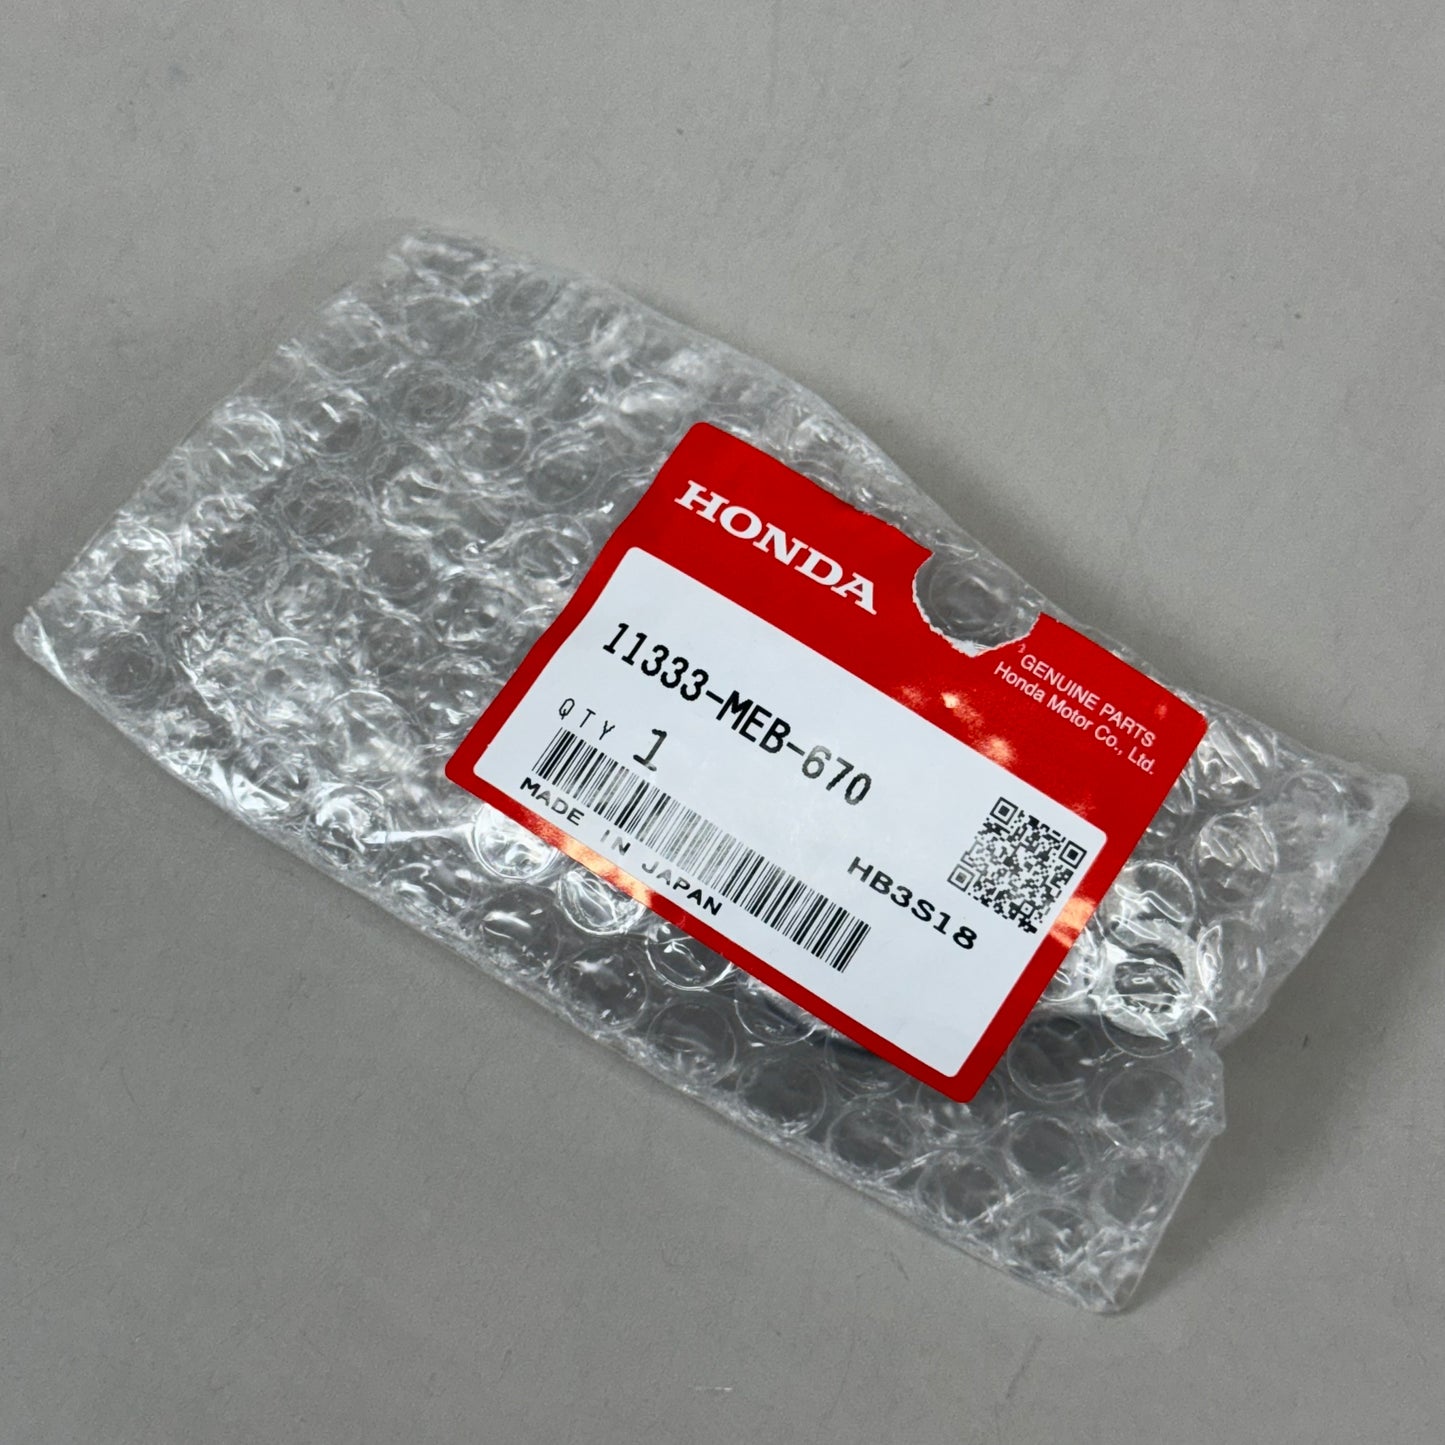 HONDA
GENUINE PARTS
Honda Motor Co., Ltd.
11333-MEB-670
QTY 1
HB3S18
MADE IN JAPAN